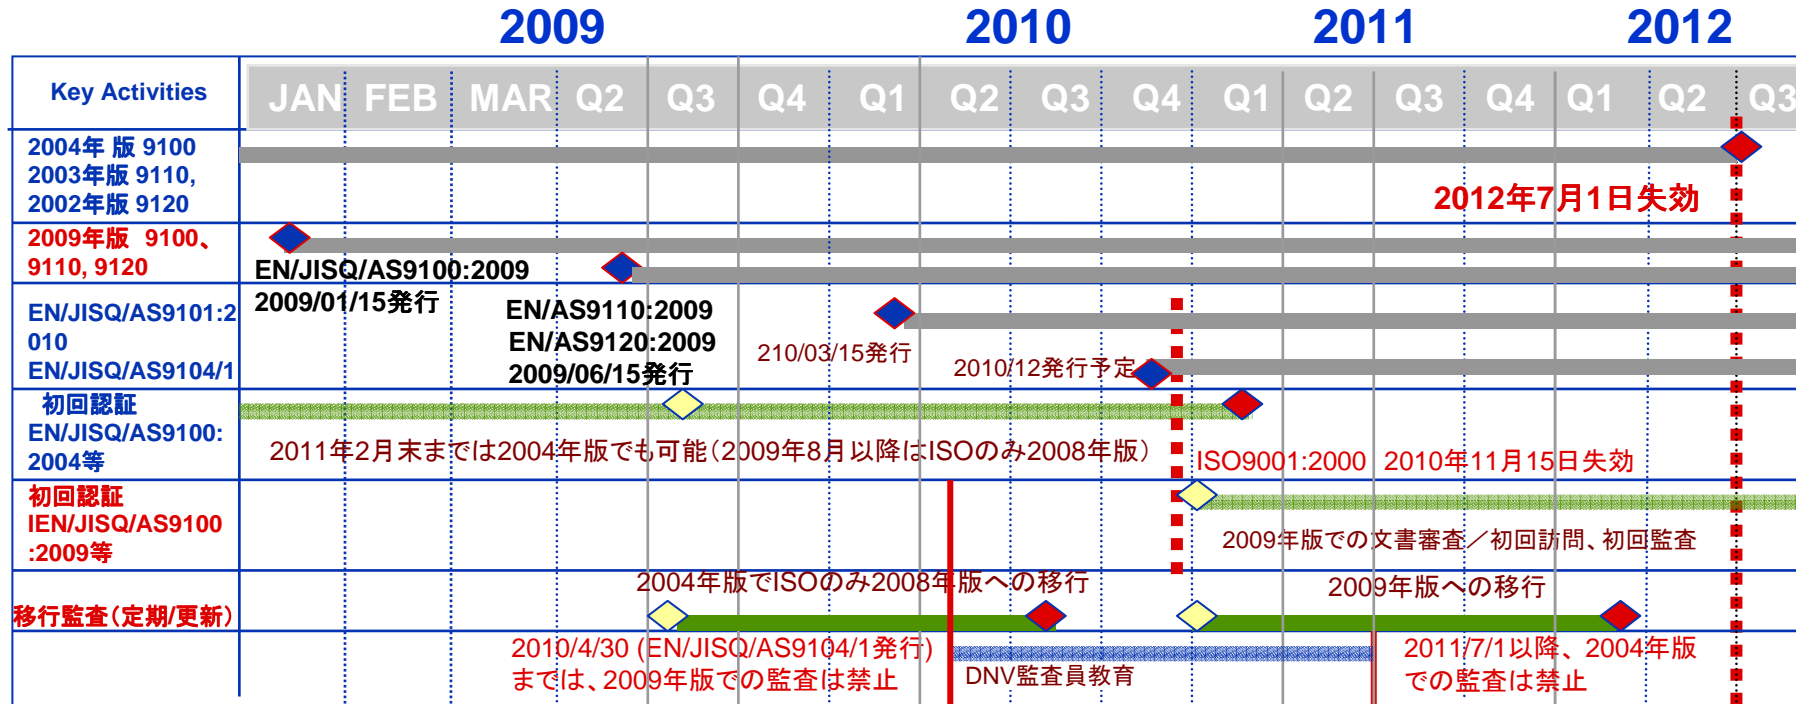 2009 2010 2011 2012
Key Activities JAN FEB MAR Q2 Q3 Q4 Q1 Q2 Q3 Q4 Q1 Q2 Q3 Q4 Q1 Q2 Q3
2004年 版 9100
2003年版 9110,
2002年版 9120
2012年7月1日失効
2009年版 9100、
9110, 9120
EN/JISQ/AS9100:2009
2009/01/15発行
EN/AS9110:2009
EN/AS9120:2009
2009/06/15発行
EN/JISQ/AS9101:2
010
EN/JISQ/AS9104/1
210/03/15発行
2010/12発行予定
初回認証
EN/JISQ/AS9100:
2004等
2011年2月末までは2004年版でも可能(2009年8月以降はISOのみ2008年版)
ISO9001:2000 2010年11月15日失効
初回認証
IEN/JISQ/AS9100
:2009等
2009年版での文書審査/初回訪問、初回監査
移行監査(定期/更新)
2004年版でISOのみ2008年版への移行
2009年版への移行
2010/4/30 (EN/JISQ/AS9104/1発行)
までは、2009年版での監査は禁止
DNV監査員教育
2011/7/1以降、2004年版
での監査は禁止